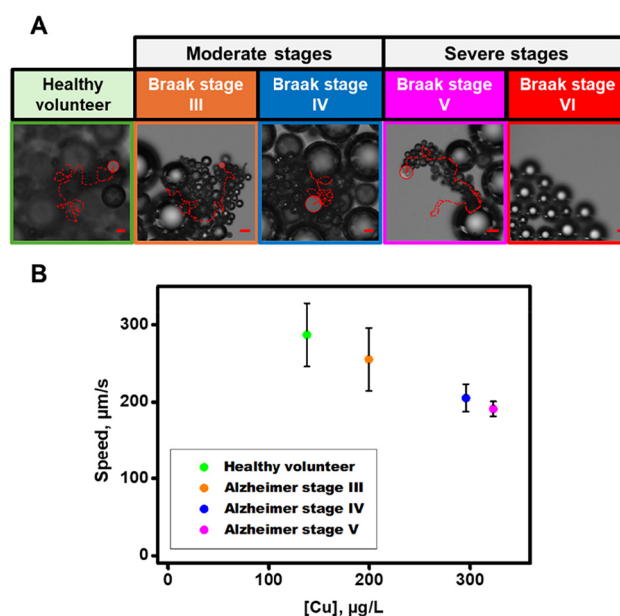 A
Moderate stages
Severe stages
Healthy
volunteer
Braak stage
III
Braak stage
IV
Braak stage
V
Braak stage
VI
B
300
200
100
0
Speed, µm/s
Healthy volunteer
Alzheimer stage III
Alzheimer stage IV
Alzheimer stage V
0
100
200
300
[Cu], µg/L